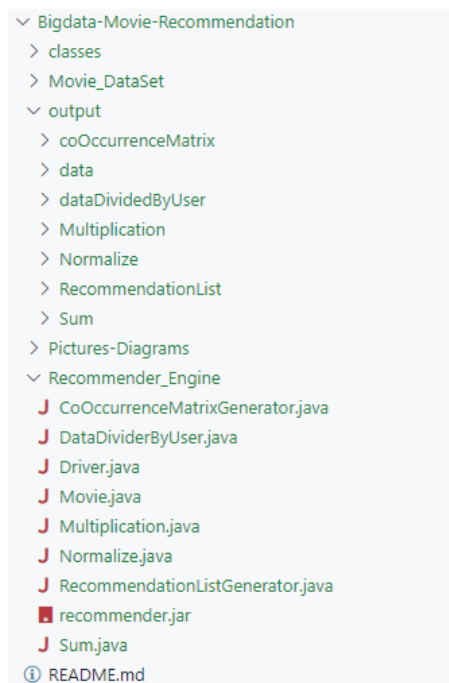 Bigdata-Movie-Recommendation
classes
Movie_DataSet
output
coOccurrenceMatrix
data
dataDividedByUser
Multiplication
Normalize
RecommendationList
Sum
Pictures-Diagrams
Recommender_Engine
J CoOccurrenceMatrixGenerator.java
J DataDividerByUser.java
J Driver.java
J Movie.java
J Multiplication.java
J Normalize.java
J RecommendationListGenerator.java
recommender.jar
J Sum.java
README.md